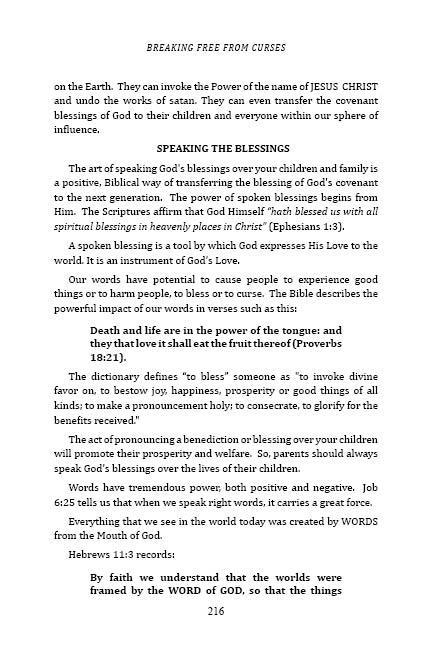 BREAKING FREE FROM CURSES
on the Earth. They can invoke the Power of the name of JESUS CHRIST
and undo the works of satan. They can even transfer the covenant
blessings of God to their children and everyone within our sphere of
influence.
SPEAKING THE BLESSINGS
The art of speaking God's blessings over your children and family is
a positive, Biblical way of transferring the blessing of God's covenant
to the next generation. The power of spoken blessings begins from
Him. The Scriptures affirm that God Himself "hath blessed us with all
spiritual blessings in heavenly places in Christ" (Ephesians 1:3).
A spoken blessing is a tool by which God expresses His Love to the
world. It is an instrument of God's Love.
Our words have potential to cause people to experience good
things or to harm people, to bless or to curse. The Bible describes the
powerful impact of our words in verses such as this:
Death and life are in the power of the tongue: and
they that love it shall eat the fruit thereof (Proverbs
18:21).
The dictionary defines “to bless” someone as "to invoke divine
favor on, to bestow joy, happiness, prosperity or good things of all
kinds; to make a pronouncement holy; to consecrate, to glorify for the
benefits received."
The act of pronouncing a benediction or blessing over your children
will promote their prosperity and welfare. So, parents should always
speak God's blessings over the lives of their children.
Words have tremendous power, both positive and negative. Job
6:25 tells us that when we speak right words, it carries a great force.
Everything that we see in the world today was created by WORDS
from the Mouth of God.
Hebrews 11:3 records:
By faith we understand that the worlds were
framed by the WORD of GOD, so that the things
216